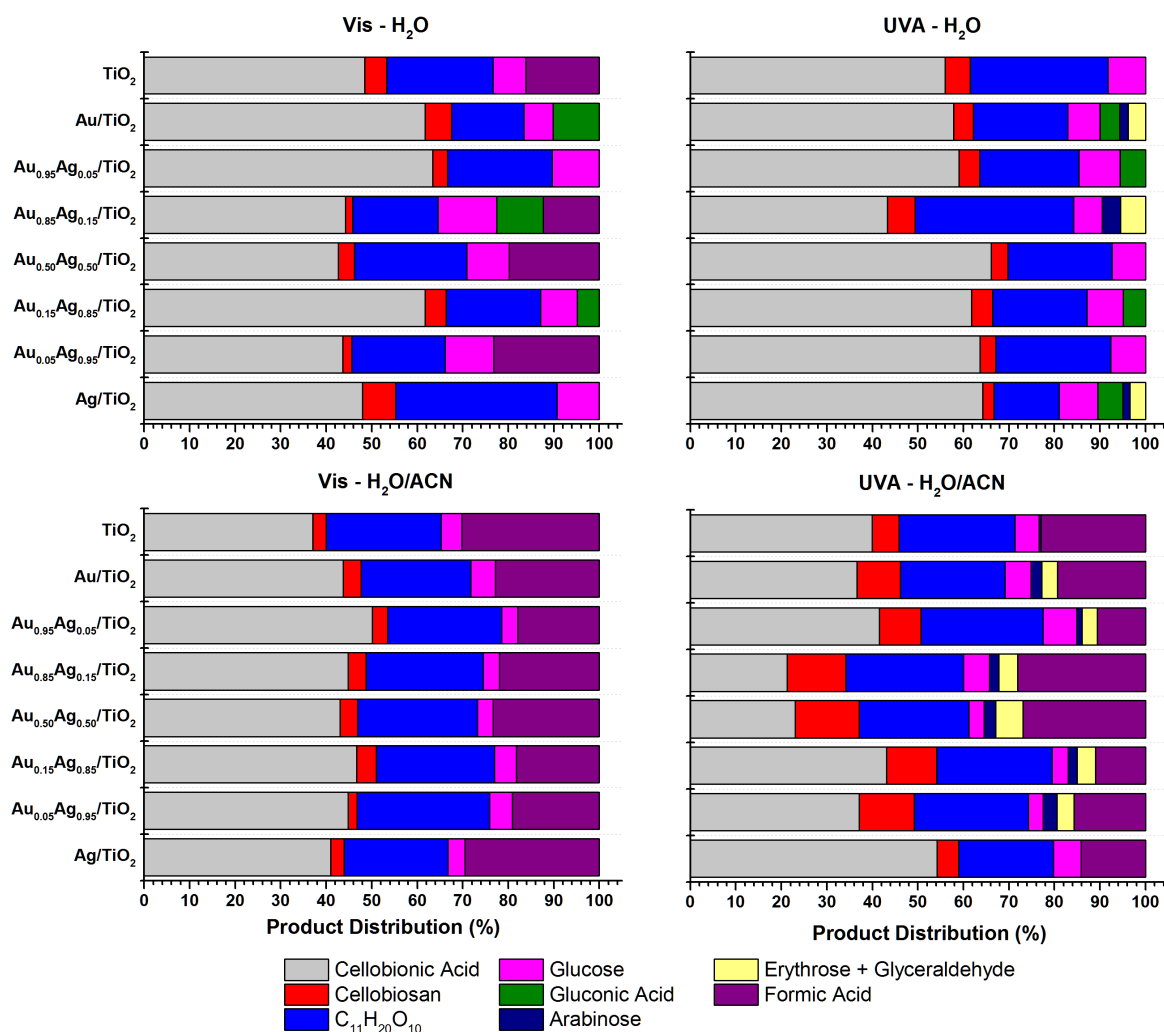 Vis - H₂O
UVA - H₂O
TiO₂
Au/TiO₂
Au₀.₉₅Ag₀.₀₅/TiO₂
Au₀.₈₅Ag₀.₁₅/TiO₂
Au₀.₅₀Ag₀.₅₀/TiO₂
Au₀.₁₅Ag₀.₈₅/TiO₂
Au₀.₀₅Ag₀.₉₅/TiO₂
Ag/TiO₂
0 10 20 30 40 50 60 70 80 90 100
0 10 20 30 40 50 60 70 80 90 100
Vis - H₂O/ACN
UVA - H₂O/ACN
TiO₂
Au/TiO₂
Au₀.₉₅Ag₀.₀₅/TiO₂
Au₀.₈₅Ag₀.₁₅/TiO₂
Au₀.₅₀Ag₀.₅₀/TiO₂
Au₀.₁₅Ag₀.₈₅/TiO₂
Au₀.₀₅Ag₀.₉₅/TiO₂
Ag/TiO₂
0 10 20 30 40 50 60 70 80 90 100
0 10 20 30 40 50 60 70 80 90 100
Product Distribution (%)
Product Distribution (%)
Cellobionic Acid
Glucose
Erythrose + Glyceraldehyde
Cellobiosan
Gluconic Acid
Formic Acid
C₁₁H₂₀O₁₀
Arabinose